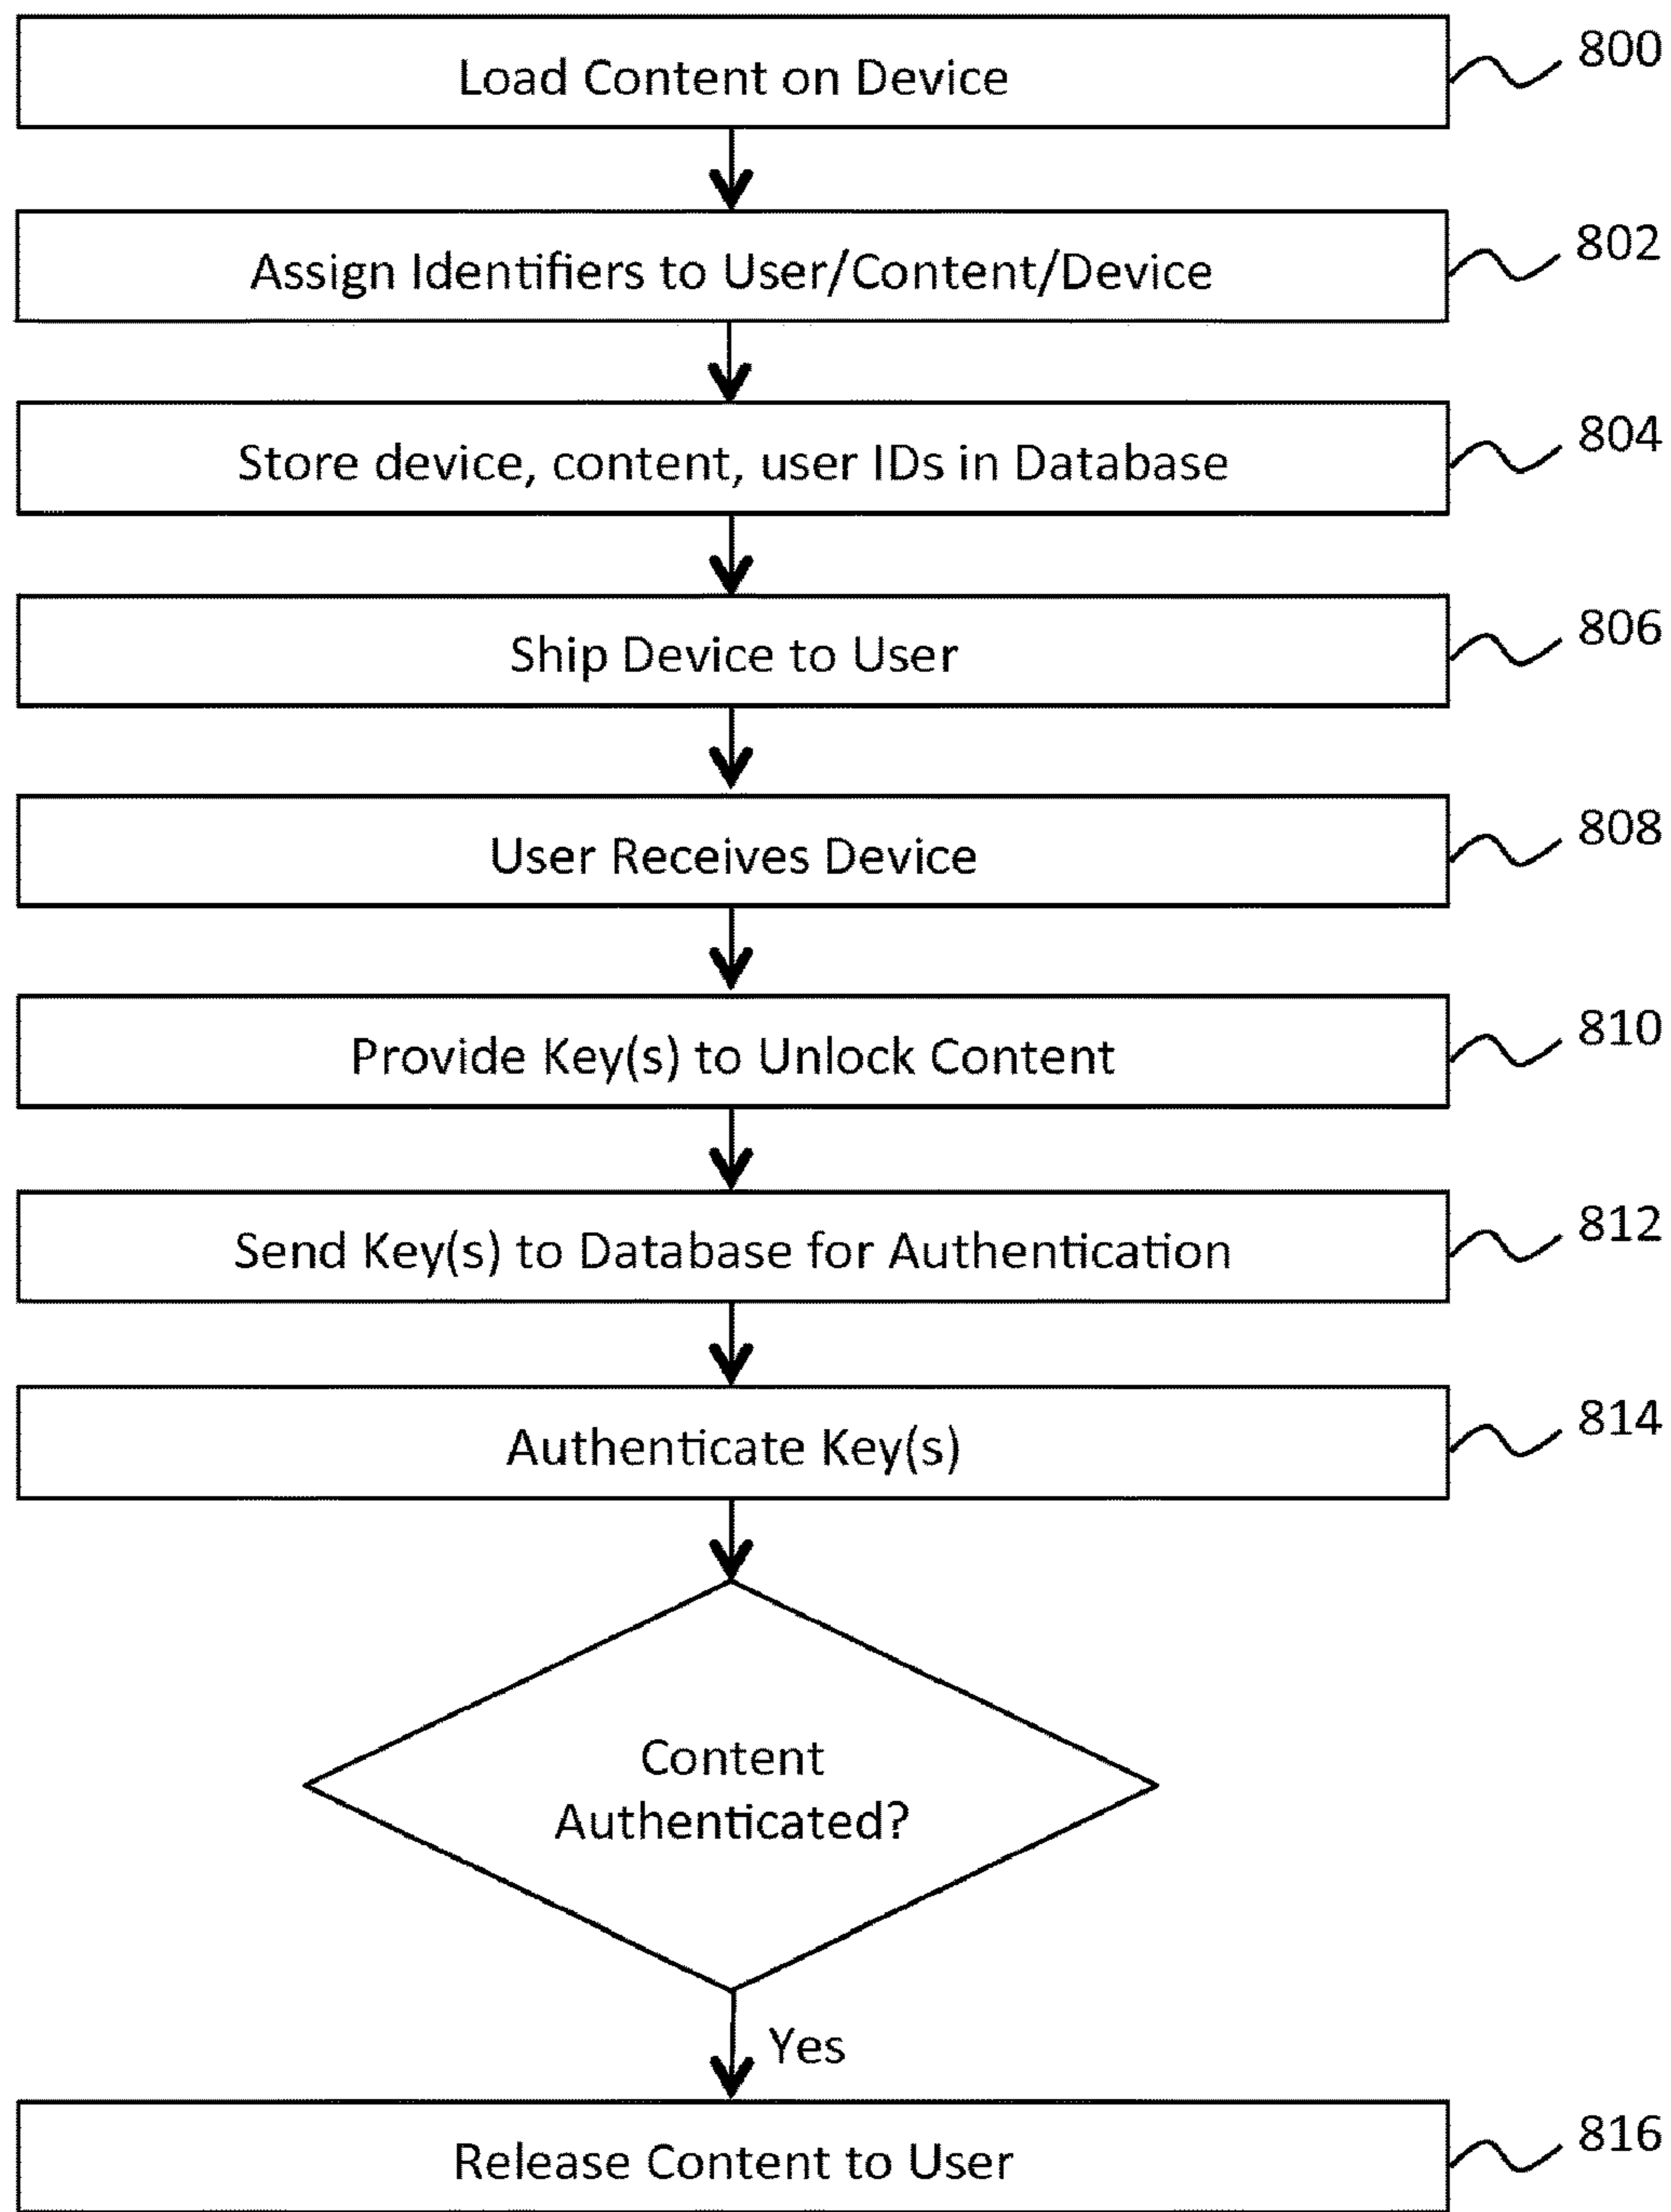 Load Content on Device
800
Assign Identifiers to User/Content/Device
802
Store device, content, user IDs in Database
804
Ship Device to User
806
User Receives Device
808
Provide Key(s) to Unlock Content
810
Send Key(s) to Database for Authentication
812
Authenticate Key(s)
814
Content
Authenticated?
Yes
Release Content to User
816